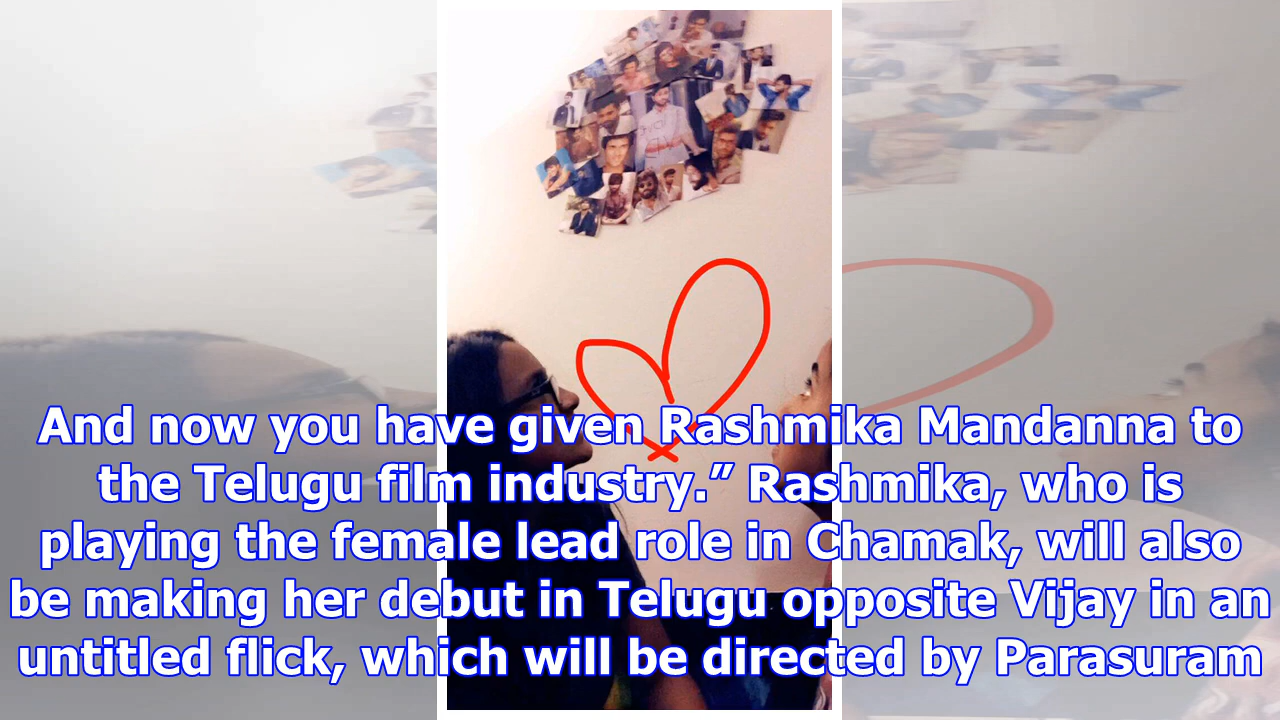 And now you have given Rashmika Mandanna to
the Telugu film industry.” Rashmika, who is
playing the female lead role in Chamak, will also
be making her debut in Telugu opposite Vijay in an
untitled flick, which will be directed by Parasuram